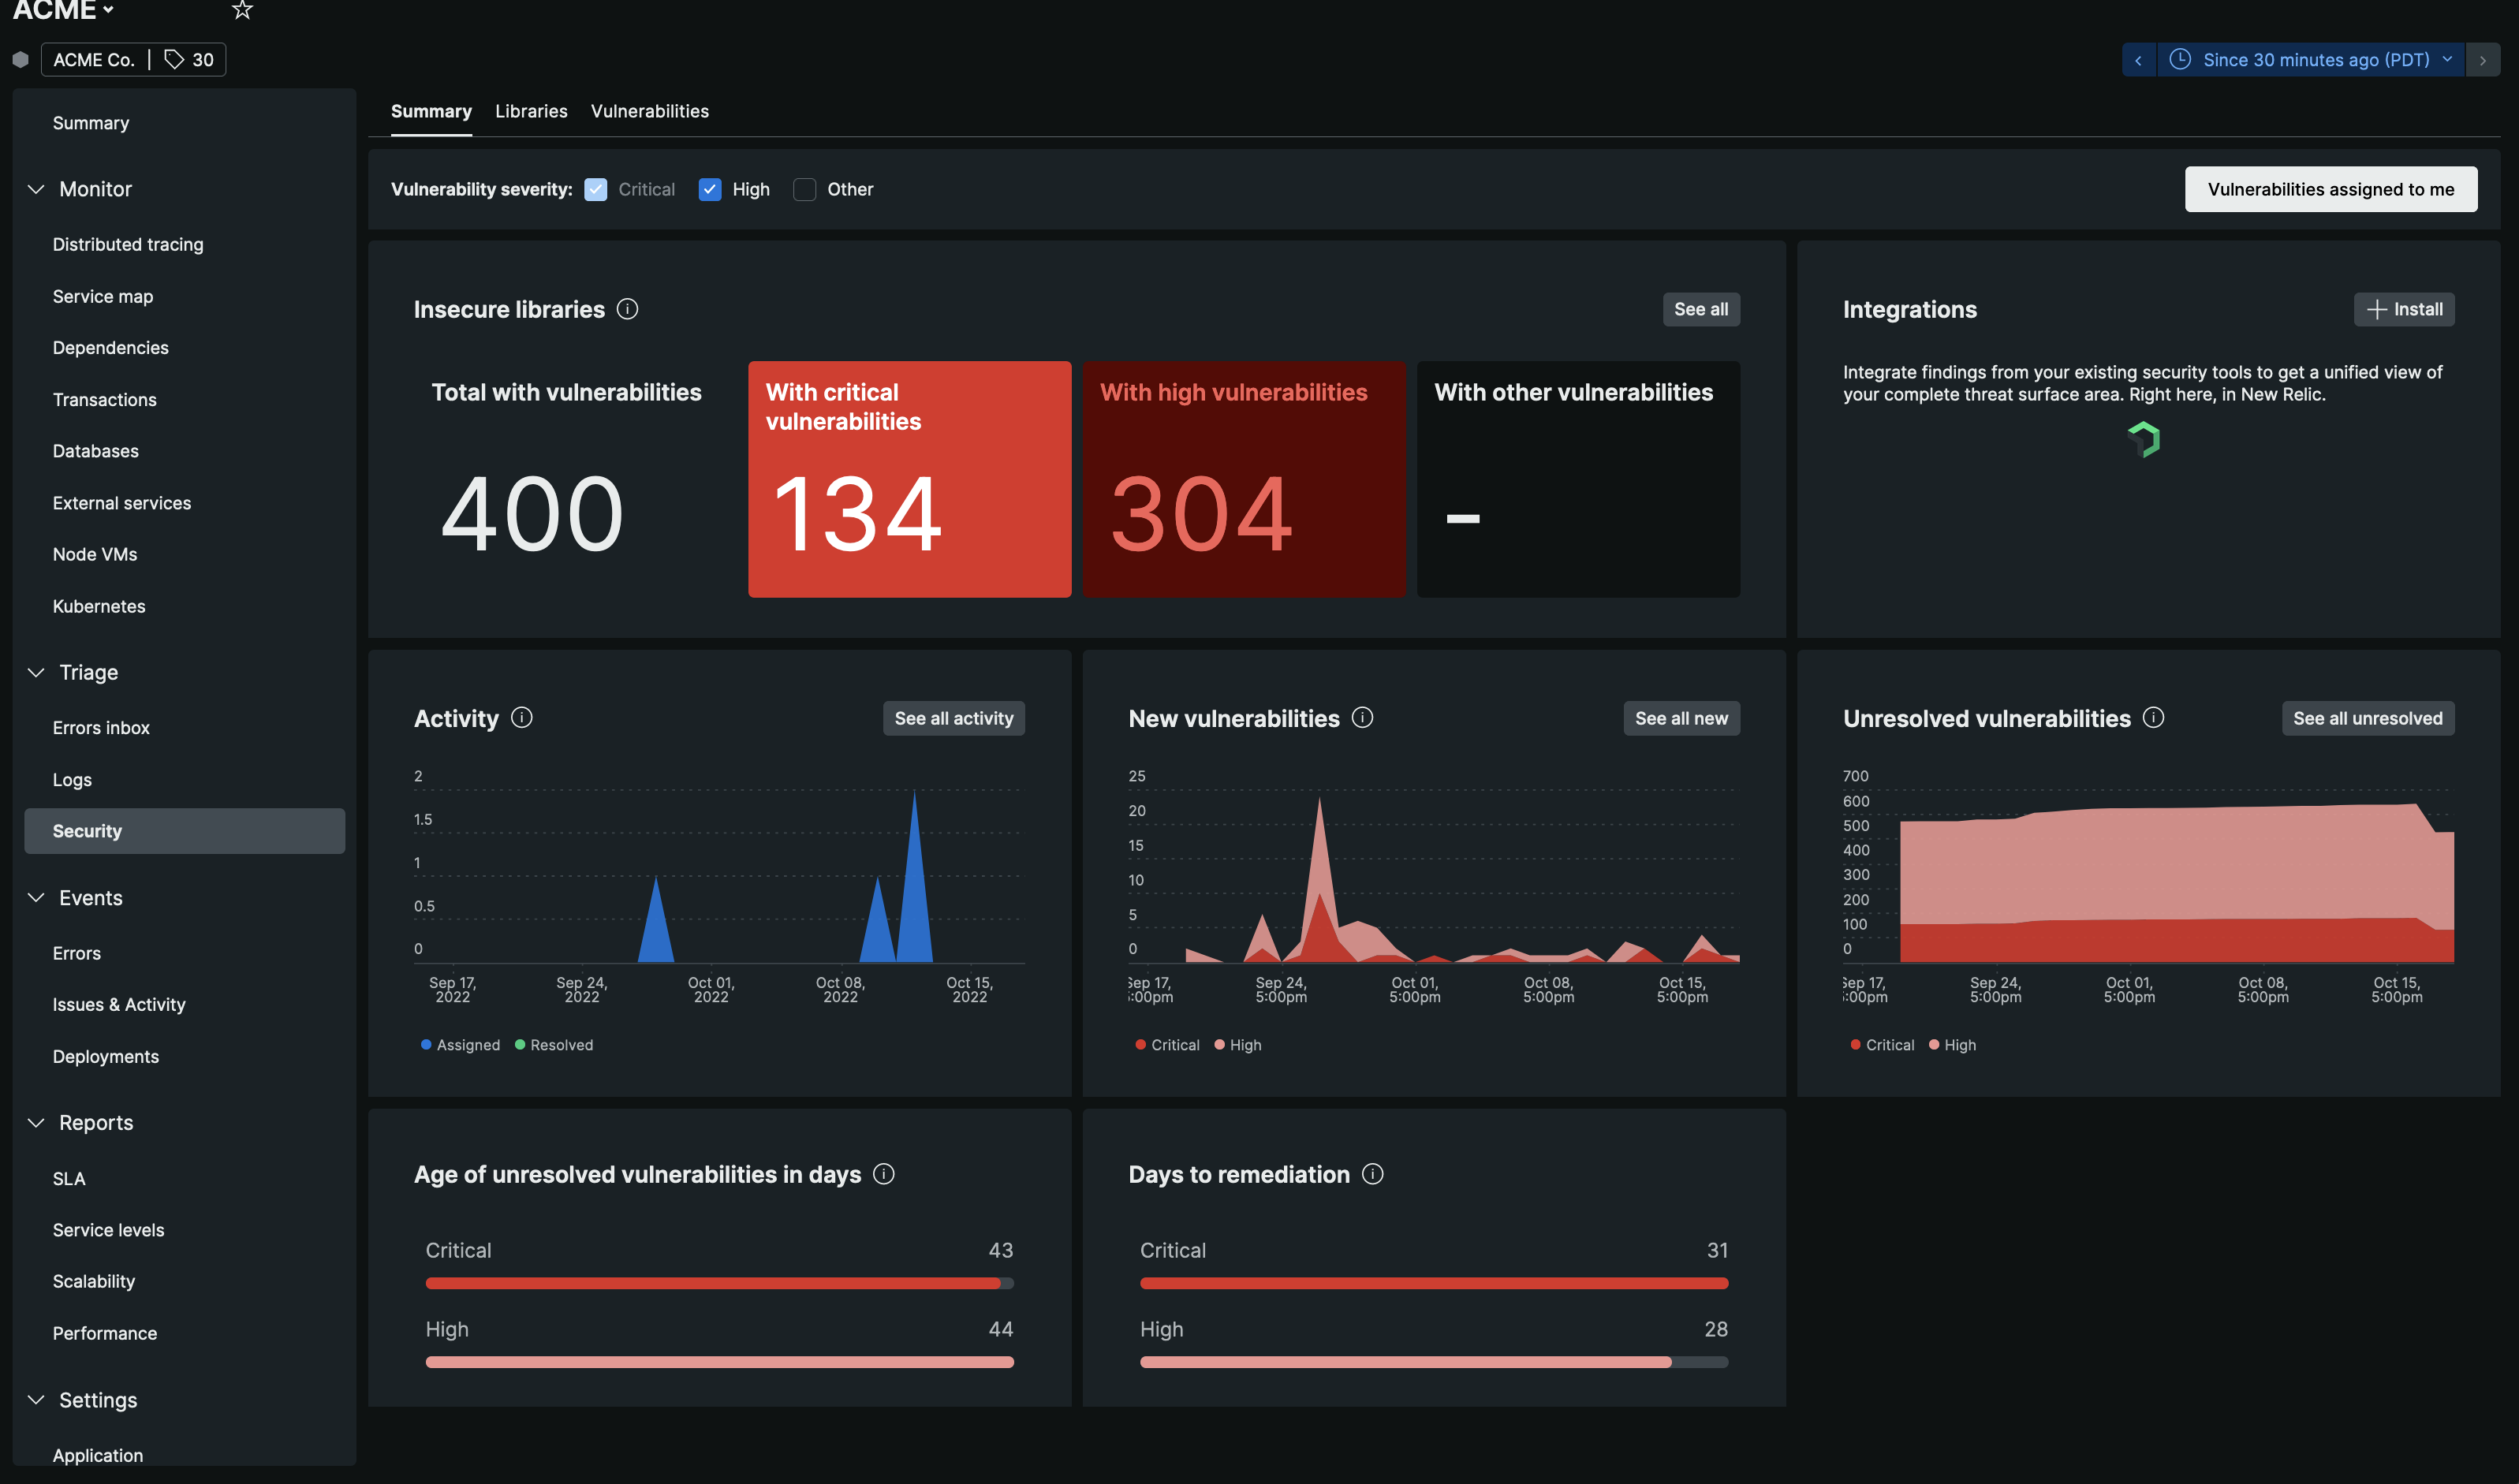 ACME
ACME Co. | 30
Since 30 minutes ago (PDT)
Summary
Monitor
Distributed tracing
Service map
Dependencies
Transactions
Databases
External services
Node VMs
Kubernetes
Triage
Errors inbox
Logs
Security
Events
Errors
Issues & Activity
Deployments
Reports
SLA
Service levels
Scalability
Performance
Settings
Application
Summary Libraries Vulnerabilities
Vulnerability severity: Critical High Other
Vulnerabilities assigned to me
Insecure libraries
See all
Total with vulnerabilities
400
With critical
vulnerabilities
134
With high vulnerabilities
304
With other vulnerabilities
–
Integrations
Install
Integrate findings from your existing security tools to get a unified view of
your complete threat surface area. Right here, in New Relic.
Activity
See all activity
2
1.5
1
0.5
0
Sep 17, Sep 24, Oct 01, Oct 08, Oct 15,
2022 2022 2022 2022 2022
Assigned Resolved
New vulnerabilities
See all new
25
20
15
10
5
0
Sep 17, Sep 24, Oct 01, Oct 08, Oct 15,
:00pm 5:00pm 5:00pm 5:00pm 5:00pm
Critical High
Unresolved vulnerabilities
See all unresolved
700
600
500
400
300
200
100
0
Sep 17, Sep 24, Oct 01, Oct 08, Oct 15,
:00pm 5:00pm 5:00pm 5:00pm 5:00pm
Critical High
Age of unresolved vulnerabilities in days
Critical 43
High 44
Days to remediation
Critical 31
High 28